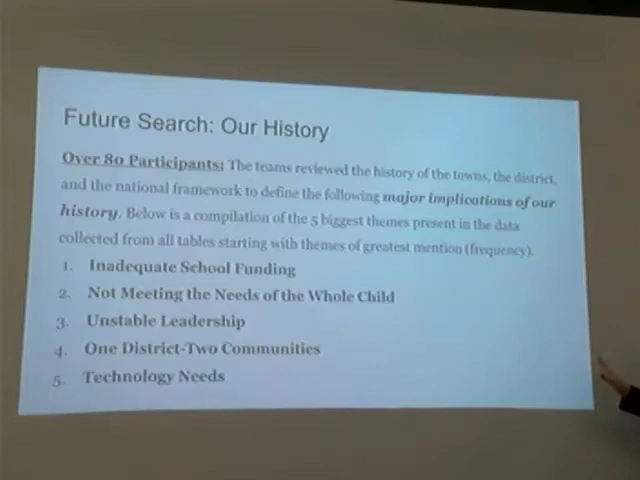 Future Search: Our History
Over 80 Participants: The teams reviewed the history of the towns, the district,
and the national framework to define the following major implications of our
history. Below is a compilation of the 5 biggest themes present in the data
collected from all tables starting with themes of greatest mention (frequency).
1. Inadequate School Funding
2. Not Meeting the Needs of the Whole Child
3. Unstable Leadership
4. One District-Two Communities
5. Technology Needs